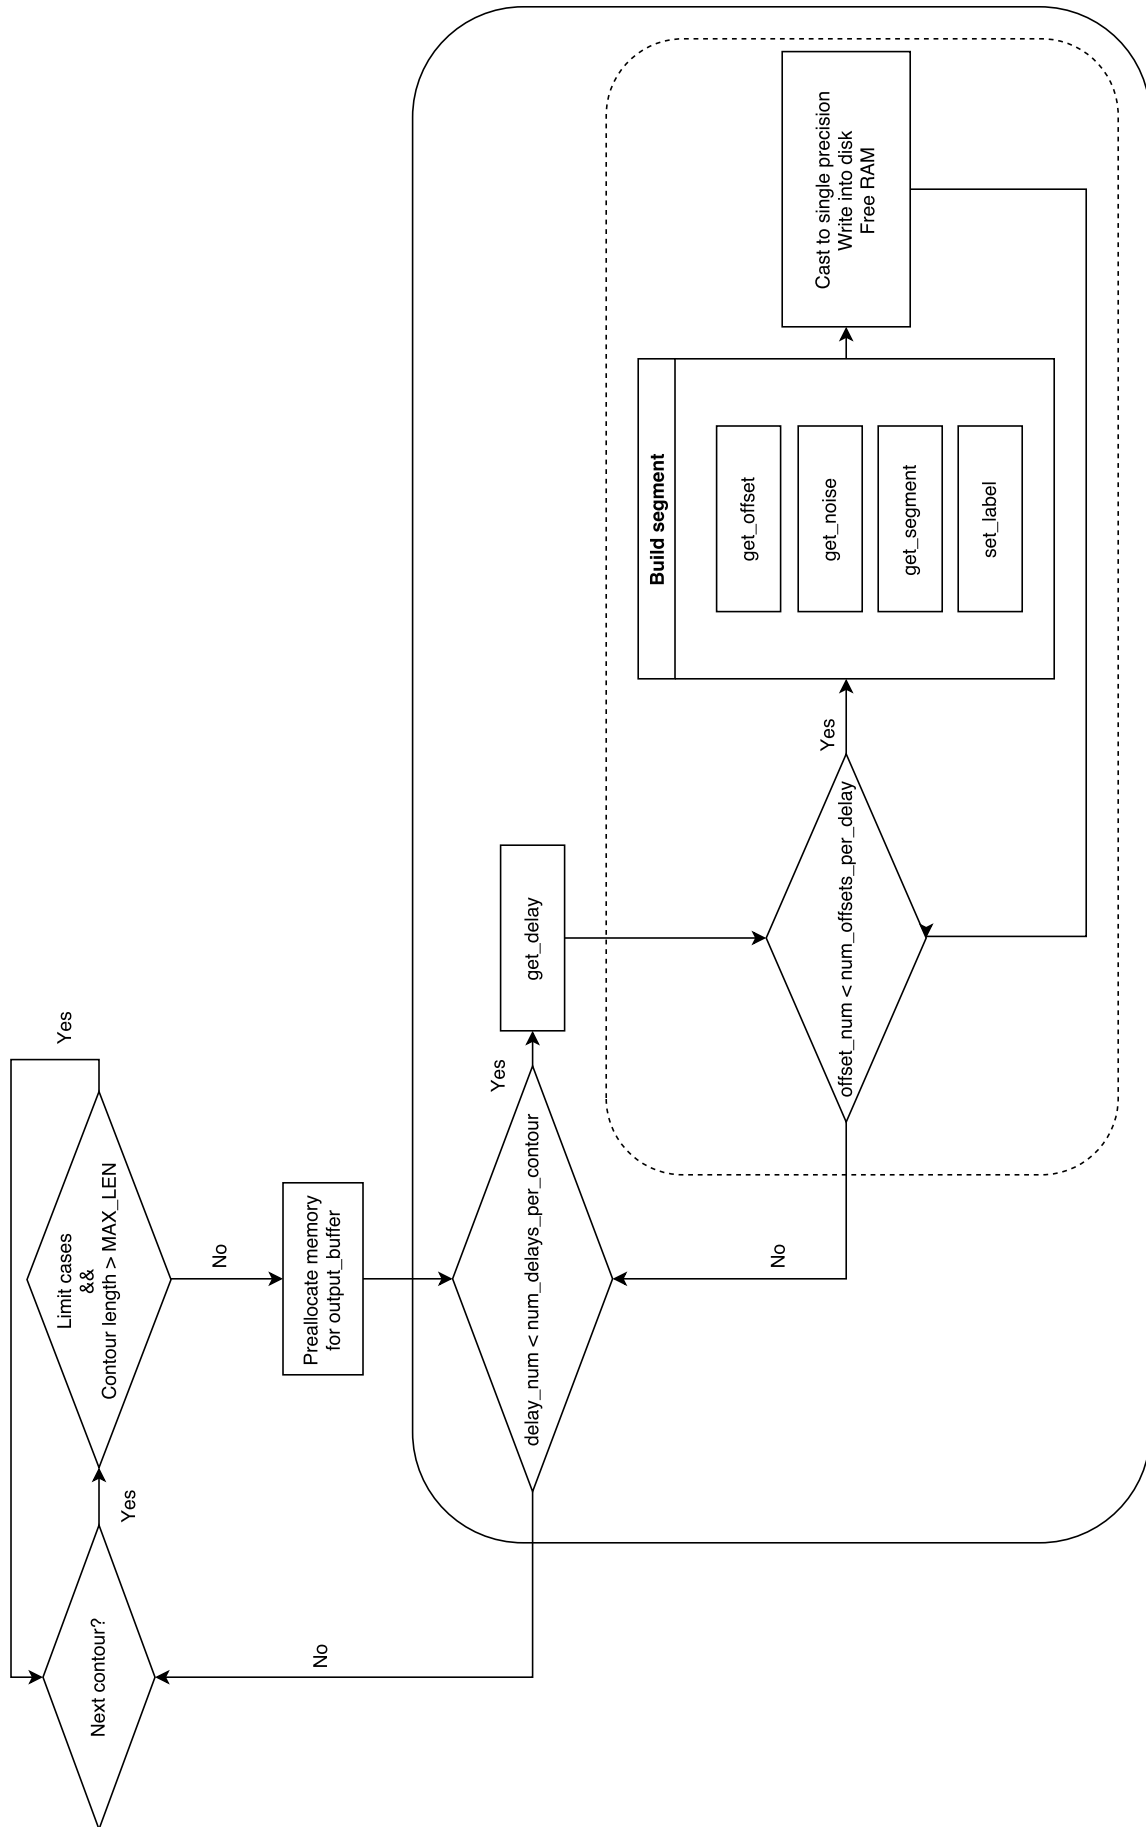 Next contour?
Yes
Limit cases
&&
Contour length > MAX_LEN
Yes
No
Preallocate memory
for output_buffer
No
delay_num < num_delays_per_contour
Yes
get_delay
No
offset_num < num_offsets_per_delay
Yes
Build segment
get_offset
get_noise
get_segment
set_label
Cast to single precision
Write into disk
Free RAM